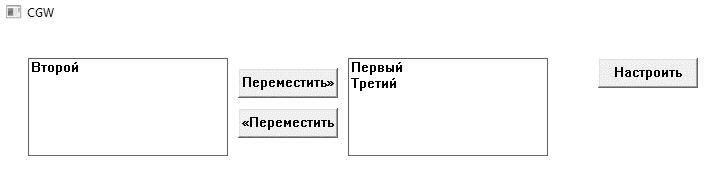 CGW
Второй
Переместить»
«Переместить
Первый
Третий
Настроить